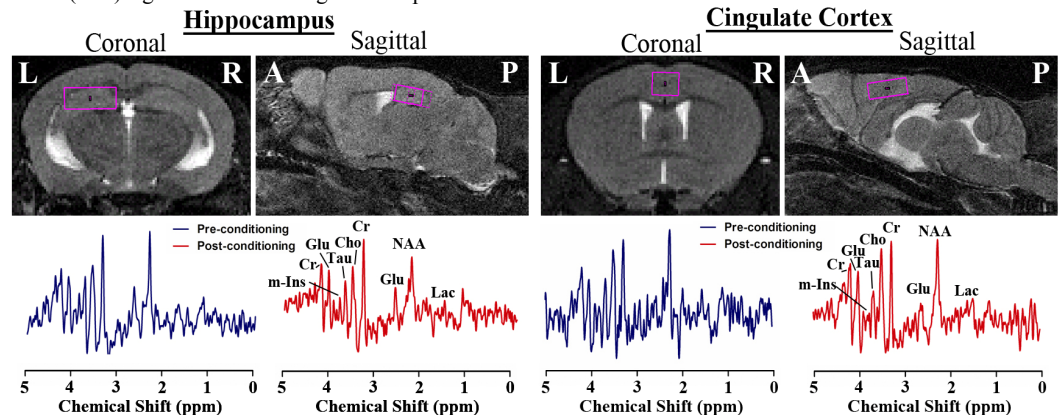 Hippocampus
Cingulate Cortex
Coronal
Sagittal
Coronal
Sagittal
L R
A P
L R
A P
Pre-conditioning
Post-conditioning
Cr
Glu Cho NAA
Tau
Cr
m-Ins
Glu
Lac
Pre-conditioning
Post-conditioning
Cr
Cho NAA
Glu
Cr Tau
m-Ins
Glu
Lac
5 4 3 2 1 0
Chemical Shift (ppm)
5 4 3 2 1 0
Chemical Shift (ppm)
5 4 3 2 1 0
Chemical Shift (ppm)
5 4 3 2 1 0
Chemical Shift (ppm)